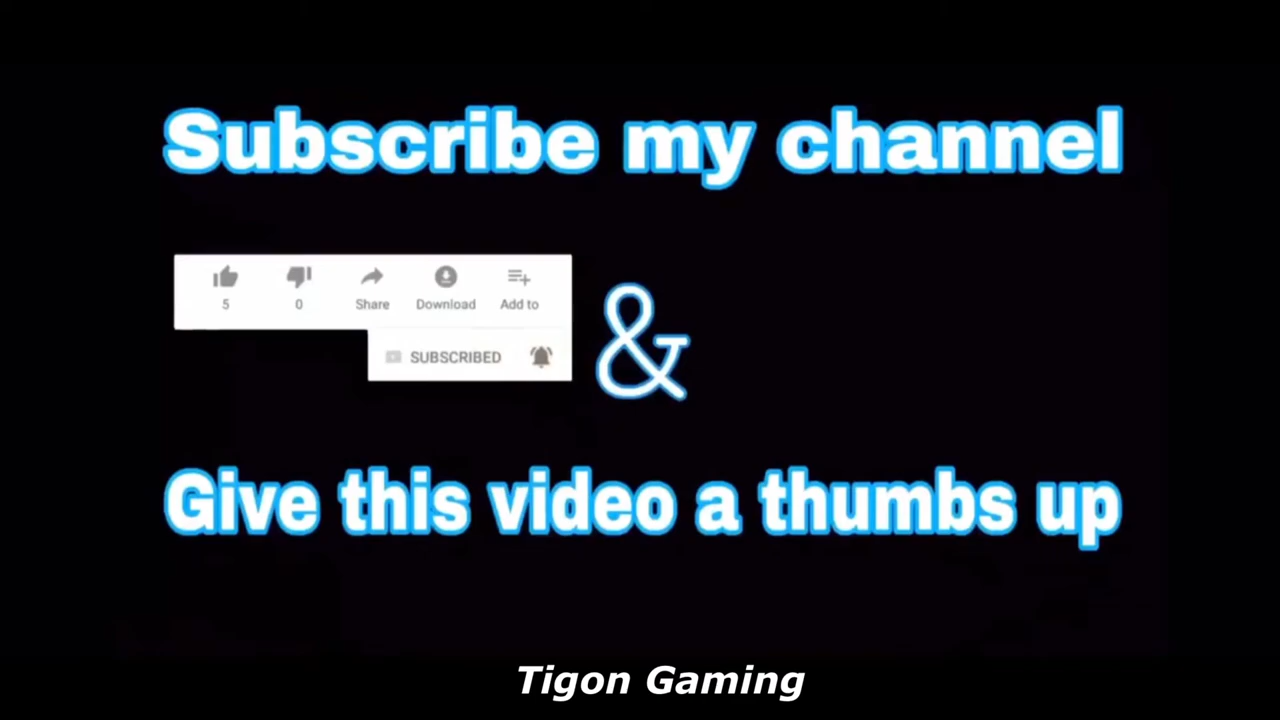 Subscribe my channel
5 0 Share Download Add to
SUBSCRIBED
&
Give this video a thumbs up
Tigon Gaming